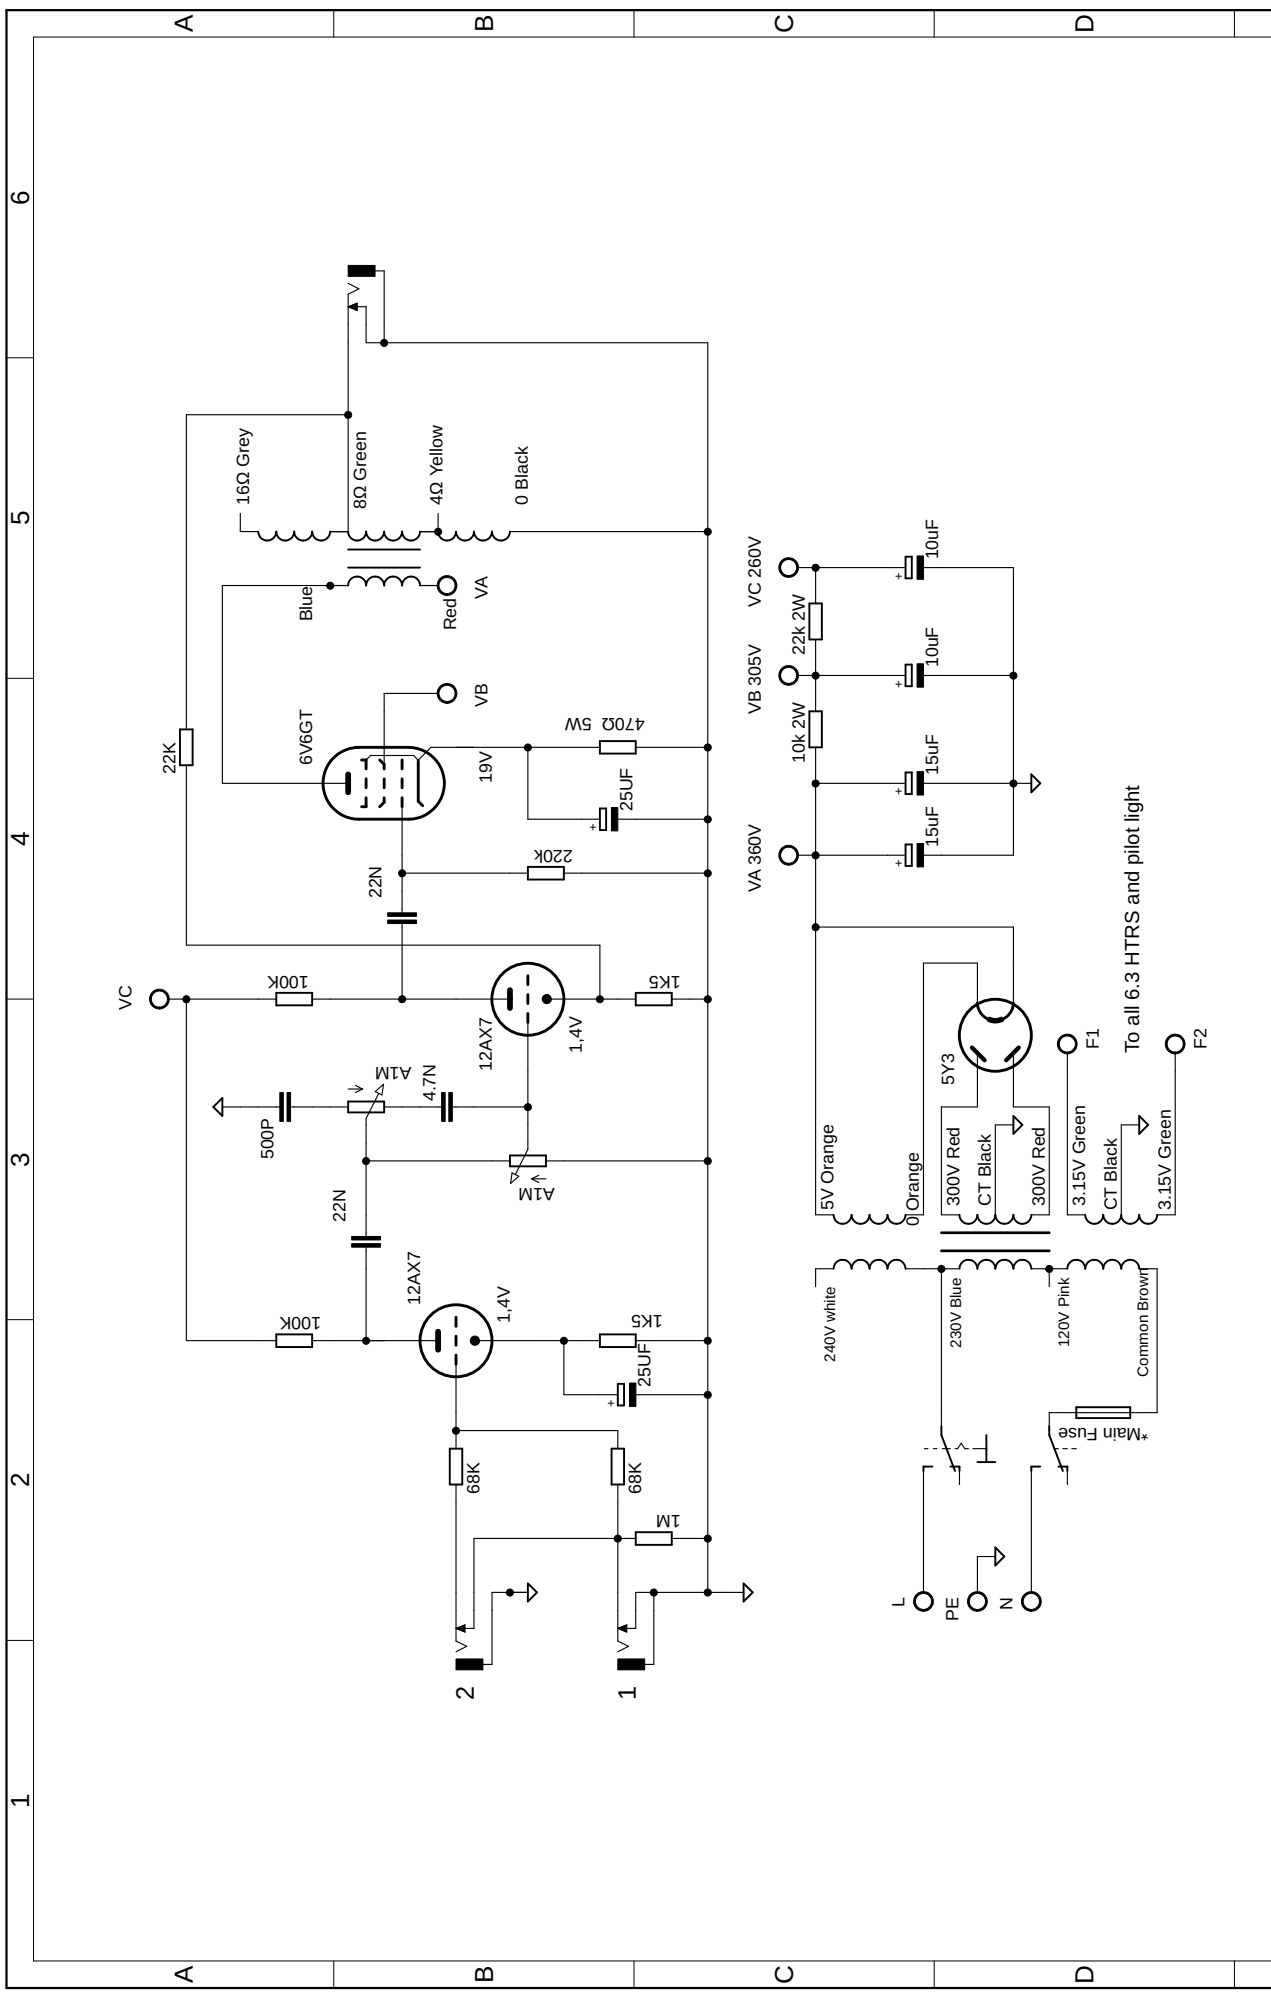 1
2
3
4
5
6
A
A
VC
22K
500P
100K
100K
A1M
22N
22N
4.7N
6V6GT
Blue
16Ω Grey
8Ω Green
4Ω Yellow
0 Black
B
B
12AX7
12AX7
1,4V
1,4V
19V
VB
Red
VA
2
68K
A1M
220k
1
68K
1M
25UF
1K5
1K5
25UF
470Ω 5W
C
C
VA 360V
VB 305V
VC 260V
10k 2W
22k 2W
240V white
5V Orange
0 Orange
L
PE
N
15uF
15uF
10uF
10uF
230V Blue
300V Red
CT Black
300V Red
5Y3
D
D
120V Pink
*Main Fuse
Common Brown
3.15V Green
CT Black
3.15V Green
F1
To all 6.3 HTRS and pilot light
F2